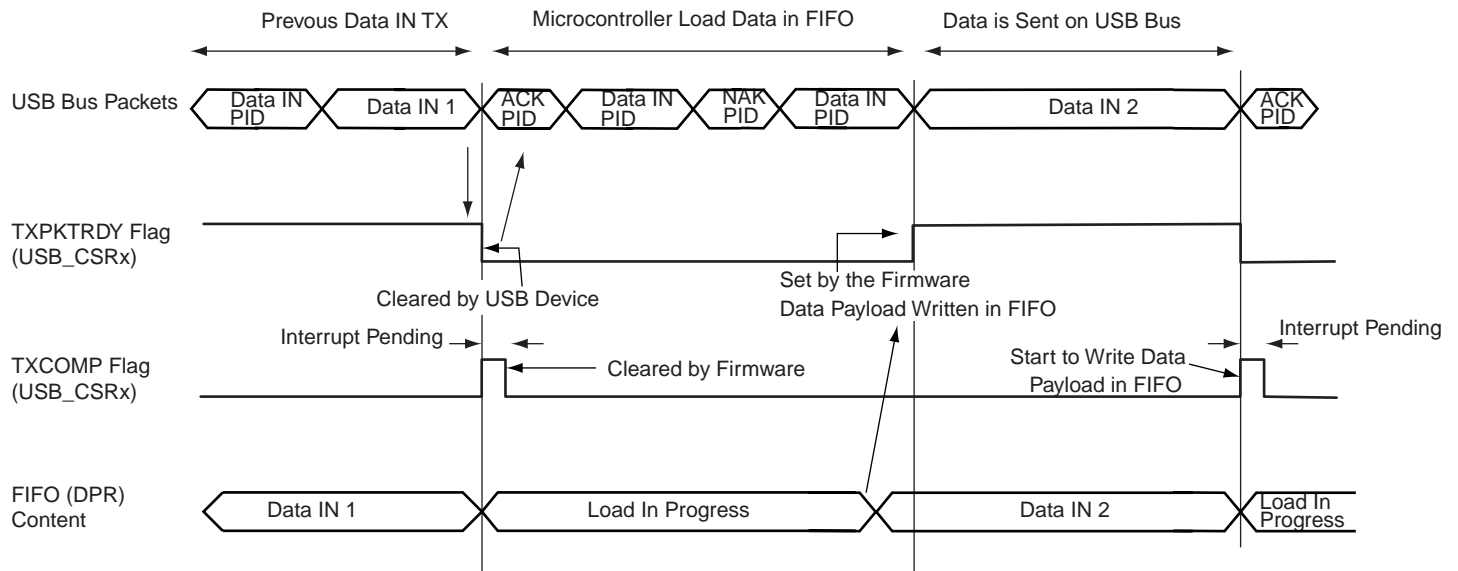 Prevous Data IN TX
Microcontroller Load Data in FIFO
Data is Sent on USB Bus
USB Bus Packets
Data IN
PID
Data IN 1
ACK
PID
Data IN
PID
NAK
PID
Data IN
PID
Data IN 2
ACK
PID
TXPKTRDY Flag
(USB_CSRx)
Cleared by USB Device
Set by the Firmware
Data Payload Written in FIFO
Interrupt Pending
Interrupt Pending
TXCOMP Flag
(USB_CSRx)
Cleared by Firmware
Start to Write Data
Payload in FIFO
FIFO (DPR)
Content
Data IN 1
Load In Progress
Data IN 2
Load In
Progress